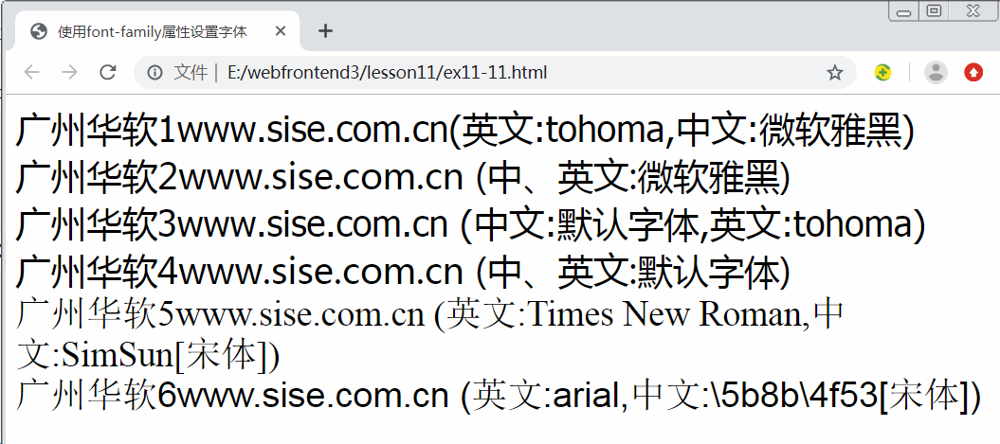 使用font-family属性设置字体
文件 | E:/webfrontend3/lesson11/ex11-11.html
广州华软1www.sise.com.cn(英文:tohoma,中文:微软雅黑)
广州华软2www.sise.com.cn (中、英文:微软雅黑)
广州华软3www.sise.com.cn (中文:默认字体,英文:tohoma)
广州华软4www.sise.com.cn (中、英文:默认字体)
广州华软5www.sise.com.cn (英文:Times New Roman,中
文:SimSun[宋体])
广州华软6www.sise.com.cn (英文:arial,中文:\5b8b\4f53[宋体])